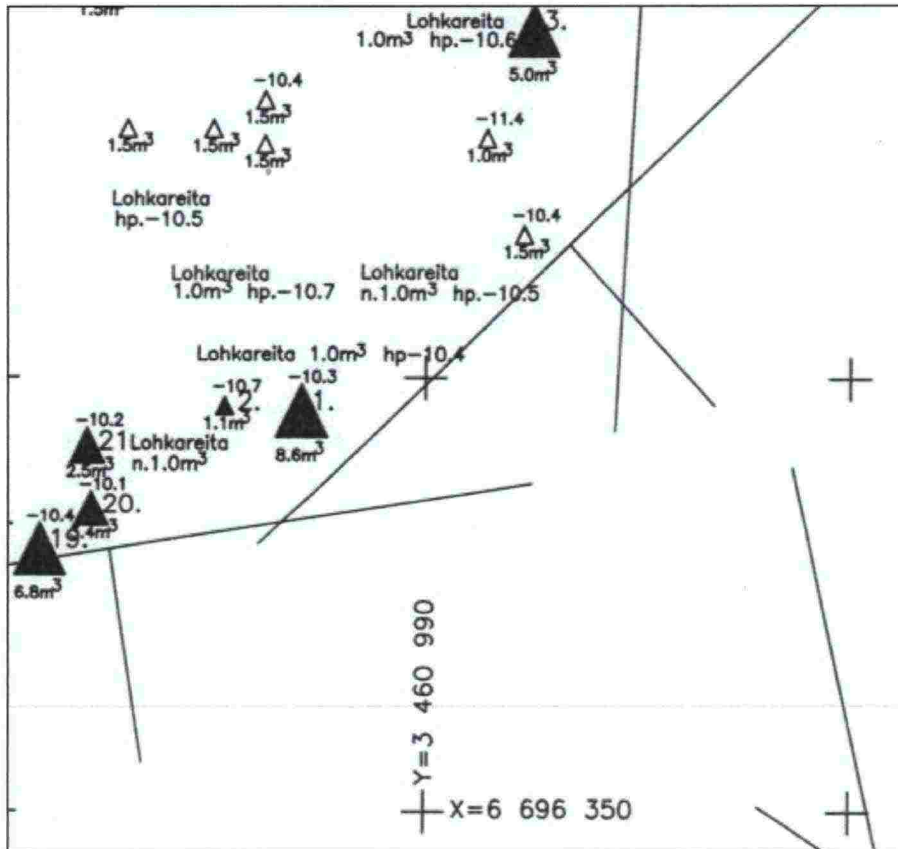 1.5m³
Lohkareita
1.0m³ hp.-10.6
3.
5.0m³
-10.4
1.5m³
1.5m³
1.5m³
1.5m³
-11.4
1.0m³
Lohkareita
hp.-10.5
-10.4
1.5m³
Lohkareita
1.0m³ hp.-10.7
Lohkareita
n.1.0m³ hp.-10.5
Lohkareita 1.0m³ hp-10.4
-10.7
2.
1.1m³
-10.3
1.
8.6m³
-10.2
21
2.5m³
Lohkareita
n.1.0m³
-10.1
20.
.4m³
-10.4
19.
6.8m³
Y=3 460 990
X=6 696 350